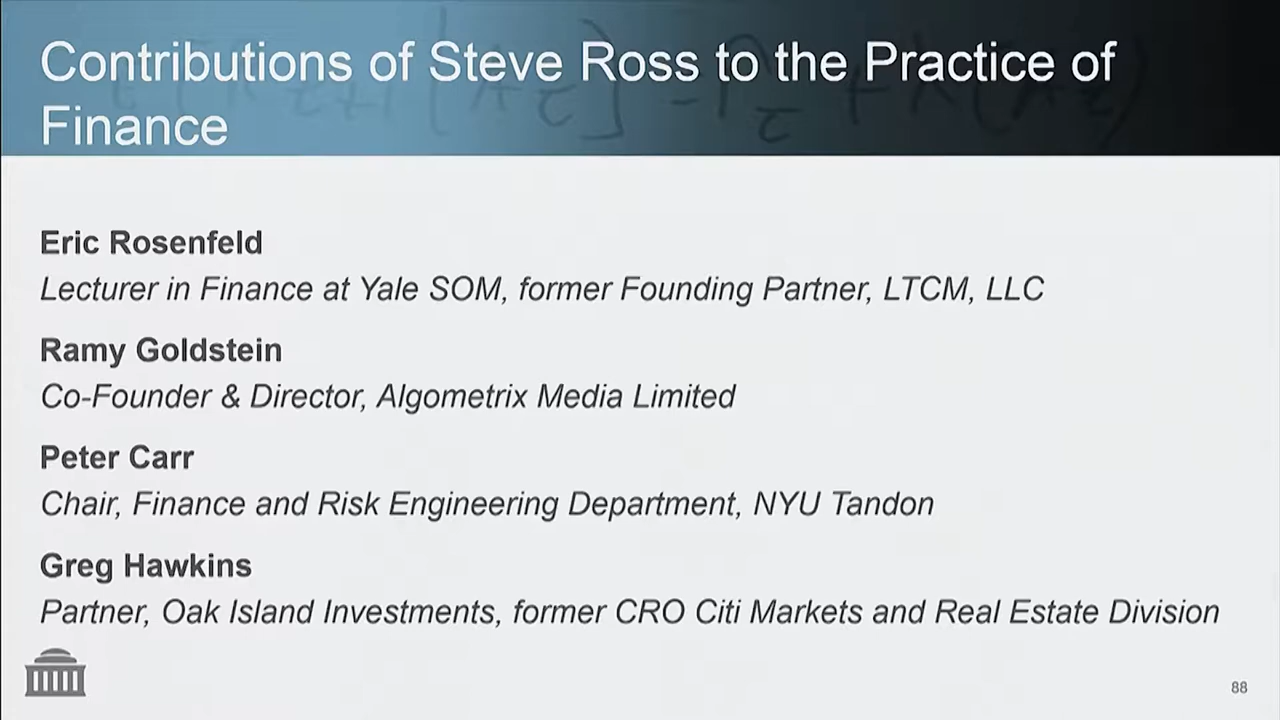 Contributions of Steve Ross to the Practice of
Finance
Eric Rosenfeld
Lecturer in Finance at Yale SOM, former Founding Partner, LTCM, LLC
Ramy Goldstein
Co-Founder & Director, Algometrix Media Limited
Peter Carr
Chair, Finance and Risk Engineering Department, NYU Tandon
Greg Hawkins
Partner, Oak Island Investments, former CRO Citi Markets and Real Estate Division
88